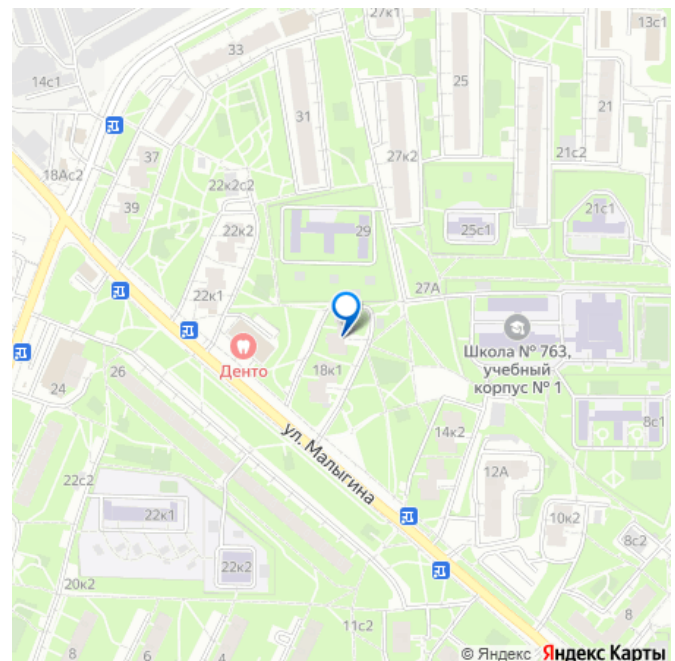 27к1
13с1
33
14с1
25
31
21
27к2
21с2
37
18Ас2
22к2с2
39
21с1
22к2
29
25с1
27А
22к1
Школа № 763,
учебный
корпус № 1
Денто
18к1
26
24
8с1
14к2
ул. Малыгина
12А
22с2
22к1
10к2
8с2
22к2
20к2
8
11с2
8
6
4
© Яндекс Яндекс Карты